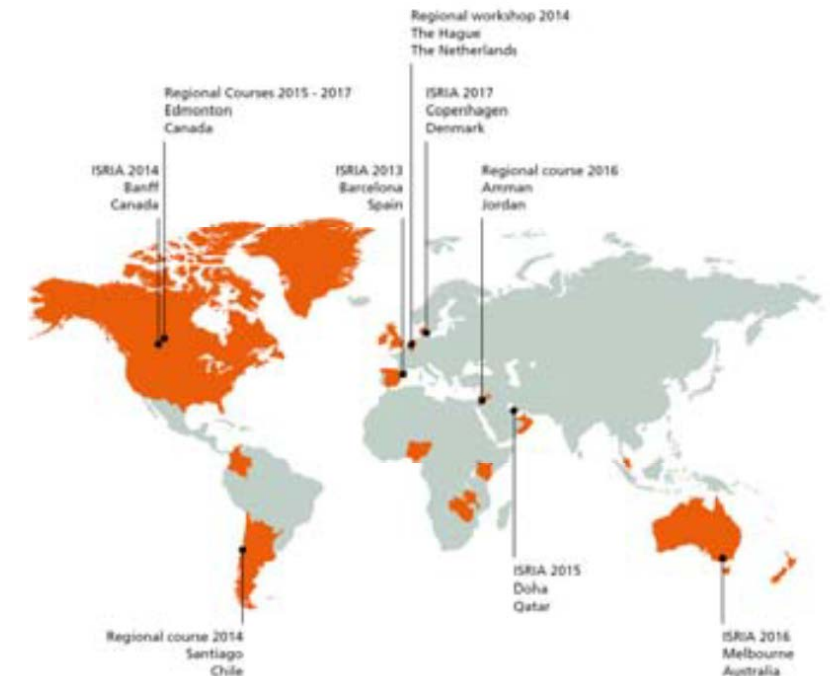 Regional workshop 2014
The Hague
The Netherlands
Regional Courses 2015 - 2017
Edmonton
Canada
ISRIA 2017
Copenhagen
Denmark
ISRIA 2014
Banff
Canada
ISRIA 2013
Barcelona
Spain
Regional course 2016
Amman
Jordan
ISRIA 2015
Doha
Qatar
Regional course 2014
Santiago
Chile
ISRIA 2016
Melbourne
Australia